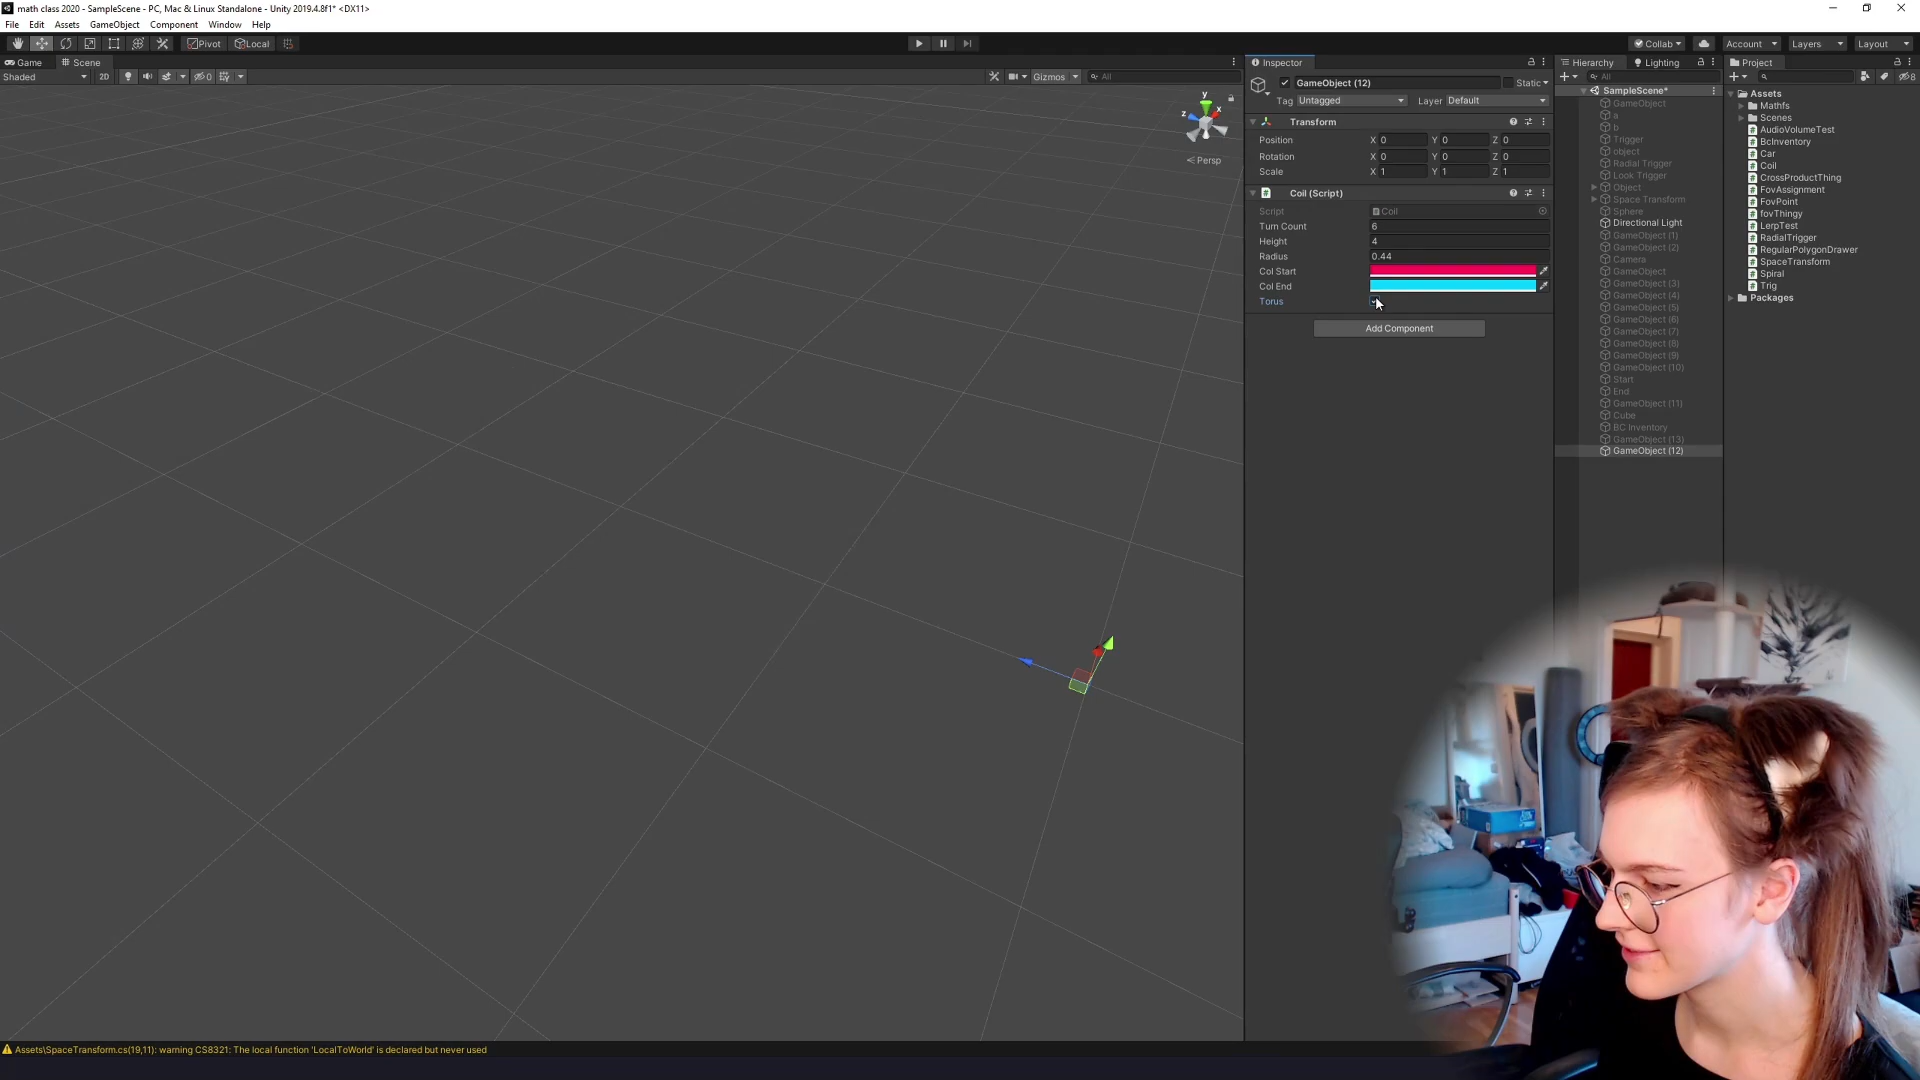 math class 2020 - SampleScene - PC, Mac & Linux Standalone - Unity 2019.4.8f1* <DX11>
File Edit Assets GameObject Component Window Help
Pivot Local Collab Account Layers Layout
Game Scene
Shaded 2D 0 Gizmos All
y
x
z
Persp
Inspector
GameObject (12) Static
Tag Untagged Layer Default
Transform
Position X 0 Y 0 Z 0
Rotation X 0 Y 0 Z 0
Scale X 1 Y 1 Z 1
Coil (Script)
Script Coil
Turn Count 6
Height 4
Radius 0.44
Col Start
Col End
Torus
Add Component
Hierarchy Lighting
All
SampleScene*
GameObject
a
b
Trigger
object
Radial Trigger
Look Trigger
Object
Space Transform
Sphere
Directional Light
GameObject (1)
GameObject (2)
Camera
GameObject
GameObject (3)
GameObject (4)
GameObject (5)
GameObject (6)
GameObject (7)
GameObject (8)
GameObject (9)
GameObject (10)
Start
End
GameObject (11)
Cube
BC Inventory
GameObject (13)
GameObject (12)
Project
8
Assets
Mathfs
Scenes
AudioVolumeTest
BcInventory
Car
Coil
CrossProductThing
FovAssignment
FovPoint
fovThingy
LerpTest
RadialTrigger
RegularPolygonDrawer
SpaceTransform
Spiral
Trig
Packages
Assets\SpaceTransform.cs(19,11): warning CS8321: The local function 'LocalToWorld' is declared but never used